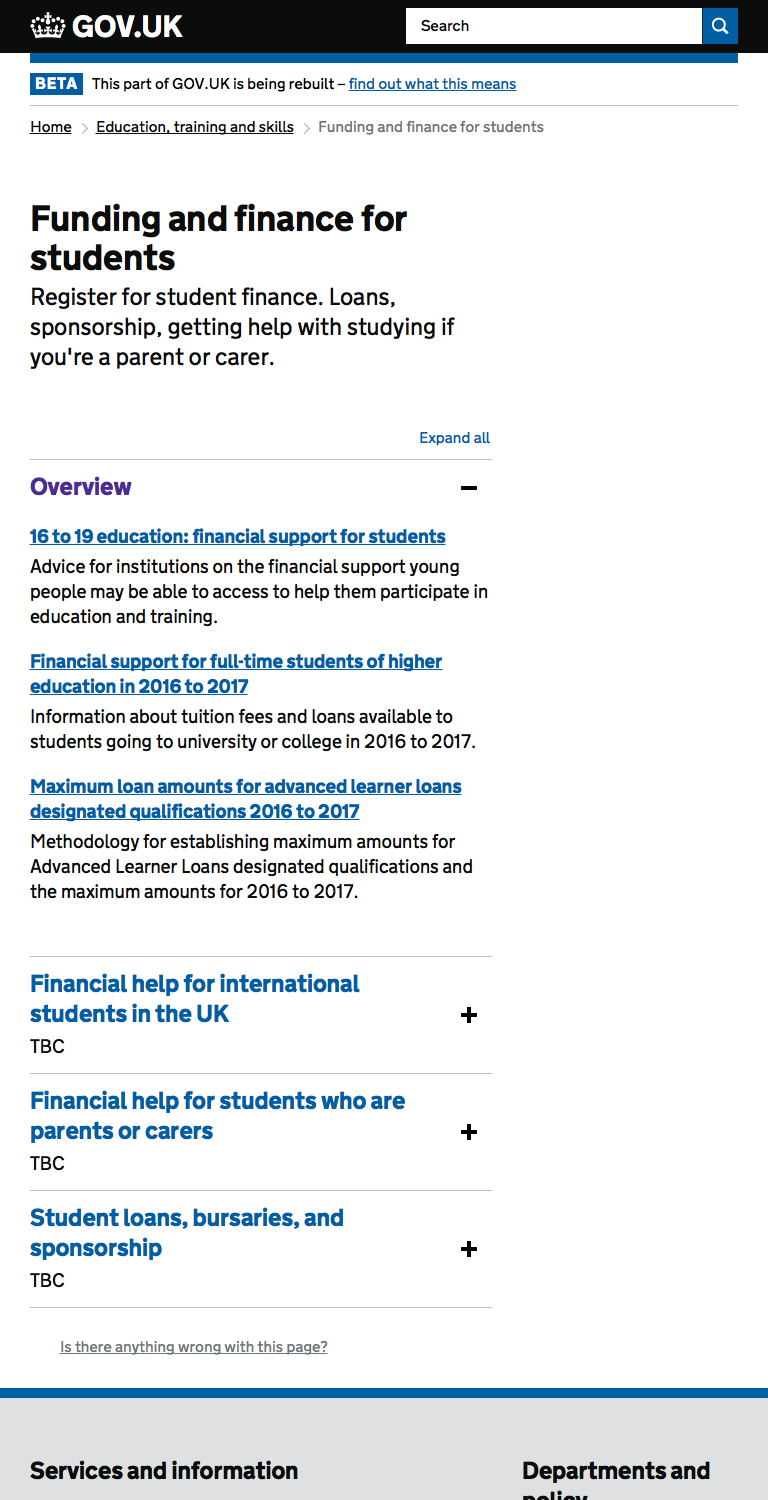 GOV.UK
Search
BETA This part of GOV.UK is being rebuilt – find out what this means
Home Education, training and skills Funding and finance for students
Funding and finance for
students
Register for student finance. Loans,
sponsorship, getting help with studying if
you're a parent or carer.
Expand all
Overview
16 to 19 education: financial support for students
Advice for institutions on the financial support young
people may be able to access to help them participate in
education and training.
Financial support for full-time students of higher
education in 2016 to 2017
Information about tuition fees and loans available to
students going to university or college in 2016 to 2017.
Maximum loan amounts for advanced learner loans
designated qualifications 2016 to 2017
Methodology for establishing maximum amounts for
Advanced Learner Loans designated qualifications and
the maximum amounts for 2016 to 2017.
Financial help for international
students in the UK
TBC
Financial help for students who are
parents or carers
TBC
Student loans, bursaries, and
sponsorship
TBC
Is there anything wrong with this page?
Services and information
Departments and
policy